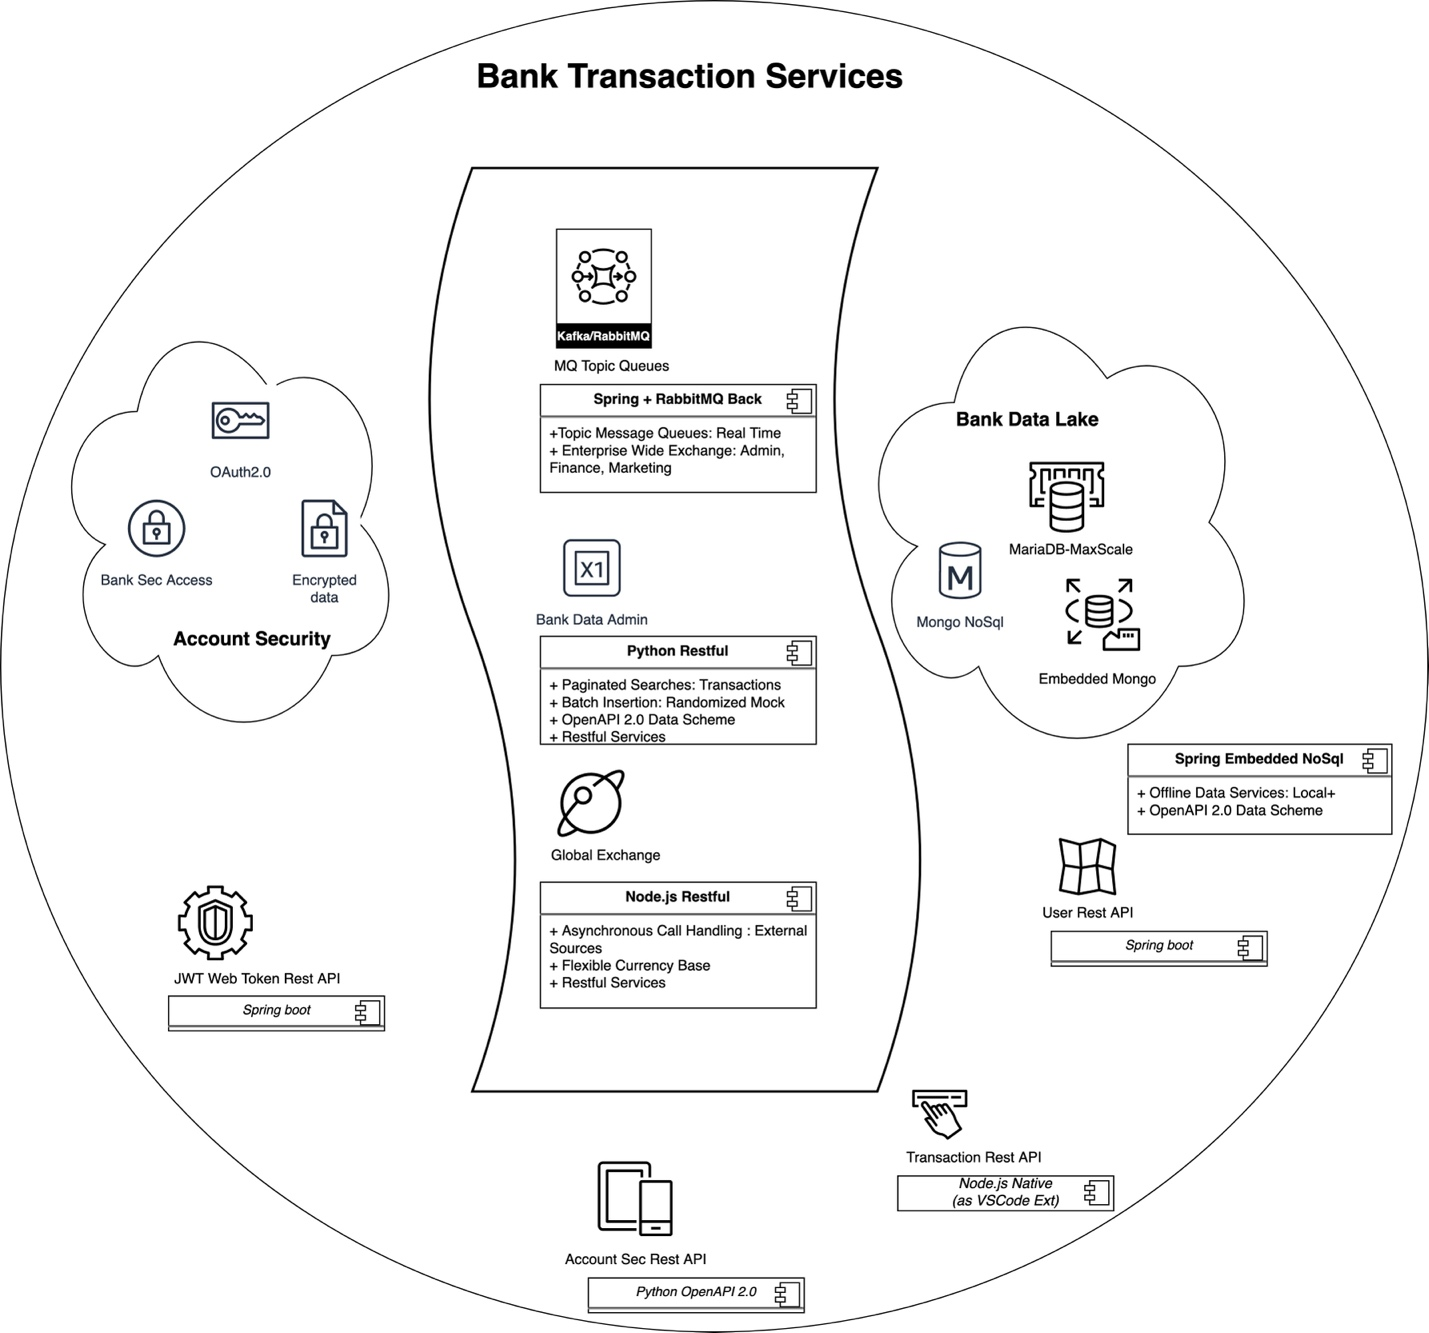 Bank Transaction Services
Kafka/RabbitMQ
MQ Topic Queues
Spring + RabbitMQ Back
+Topic Message Queues: Real Time
+ Enterprise Wide Exchange: Admin,
Finance, Marketing
OAuth2.0
Bank Sec Access
Encrypted
data
Account Security
X1
Bank Data Admin
Python Restful
+ Paginated Searches: Transactions
+ Batch Insertion: Randomized Mock
+ OpenAPI 2.0 Data Scheme
+ Restful Services
Bank Data Lake
MariaDB-MaxScale
M
Mongo NoSql
Embedded Mongo
Spring Embedded NoSql
+ Offline Data Services: Local+
+ OpenAPI 2.0 Data Scheme
Global Exchange
Node.js Restful
+ Asynchronous Call Handling : External
Sources
+ Flexible Currency Base
+ Restful Services
User Rest API
Spring boot
JWT Web Token Rest API
Spring boot
Transaction Rest API
Node.js Native
(as VSCode Ext)
Account Sec Rest API
Python OpenAPI 2.0